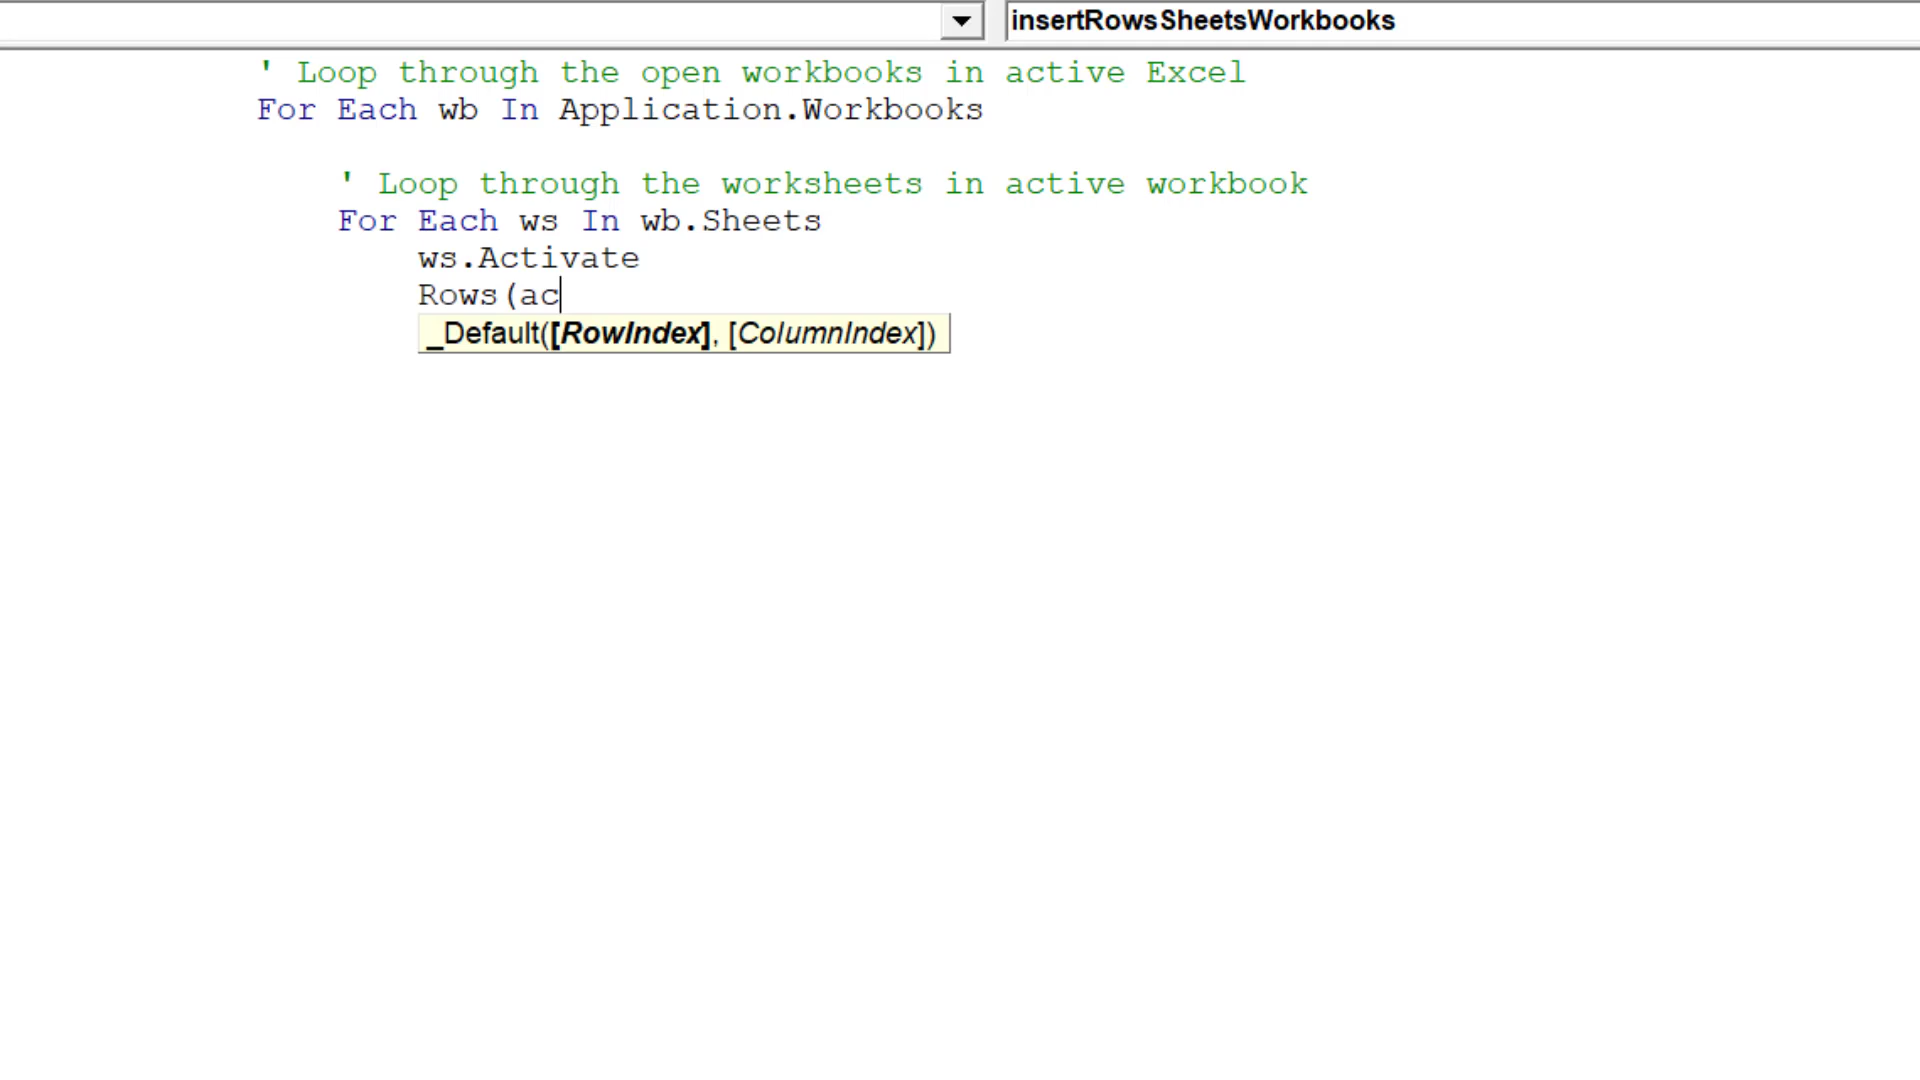 insertRowsSheetsWorkbooks
' Loop through the open workbooks in active Excel
For Each wb In Application.Workbooks
' Loop through the worksheets in active workbook
For Each ws In wb.Sheets
ws.Activate
Rows(ac
_Default([RowIndex], [ColumnIndex])